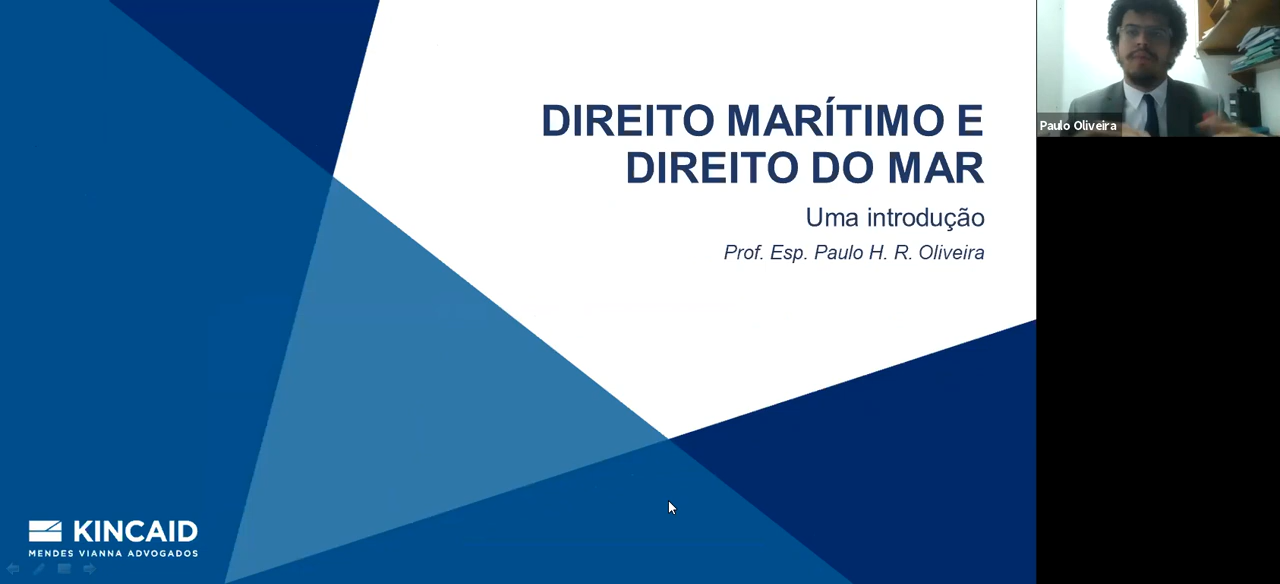 DIREITO MARÍTIMO E
DIREITO DO MAR
Uma introdução
Prof. Esp. Paulo H. R. Oliveira
Paulo Oliveira
KINCAID
MENDES VIANNA ADVOGADOS